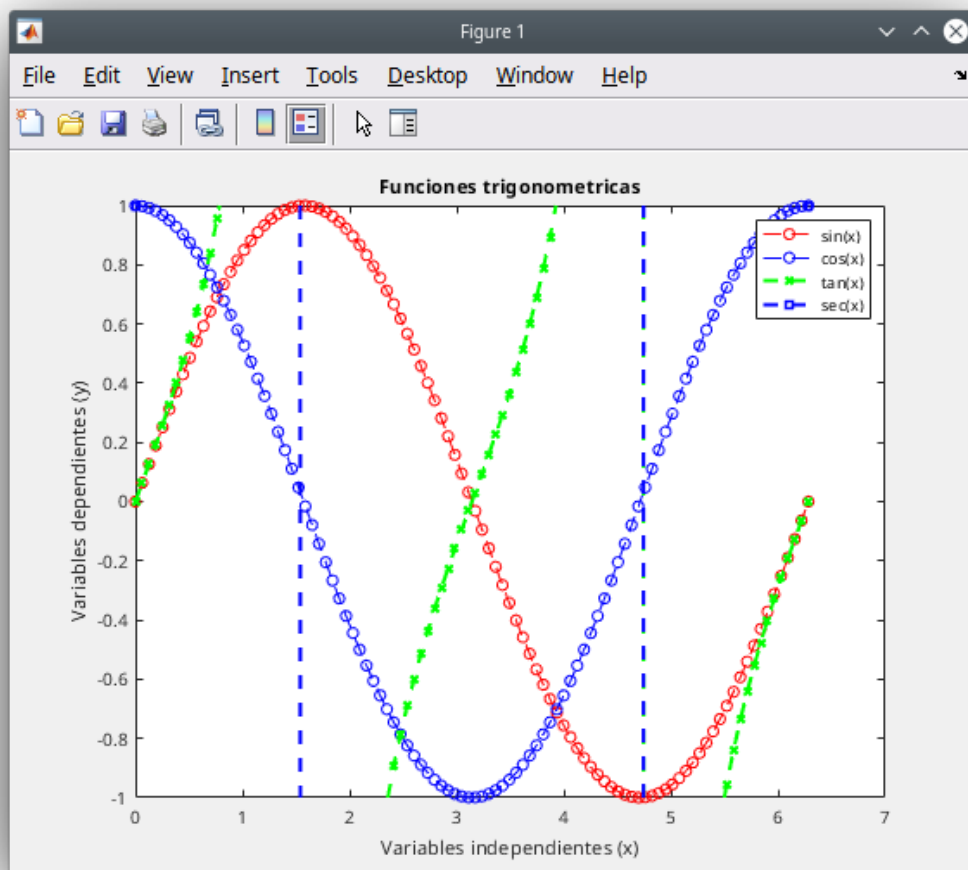 Figure 1
File Edit View Insert Tools Desktop Window Help
Funciones trigonometricas
1
0.8
0.6
0.4
0.2
0
-0.2
-0.4
-0.6
-0.8
-1
Variables dependientes (y)
sin(x)
cos(x)
tan(x)
sec(x)
0 1 2 3 4 5 6 7
Variables independientes (x)